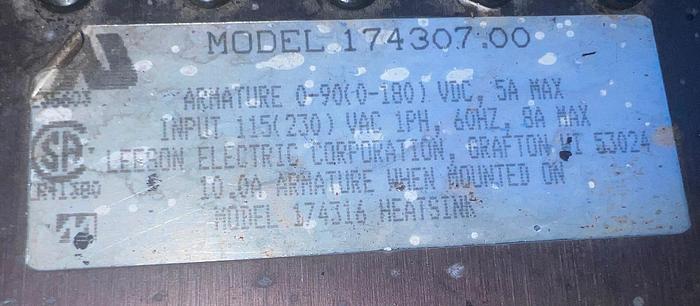 MODEL 174307.00
ARMATURE 0-90(0-180) VDC, 5A MAX
INPUT 115(230) VAC 1PH, 60HZ, 8A MAX
LEESON ELECTRIC CORPORATION, GRAFTON WI 53024
LR41380
10.0A ARMATURE WHEN MOUNTED ON
MODEL 174316 HEATSINK